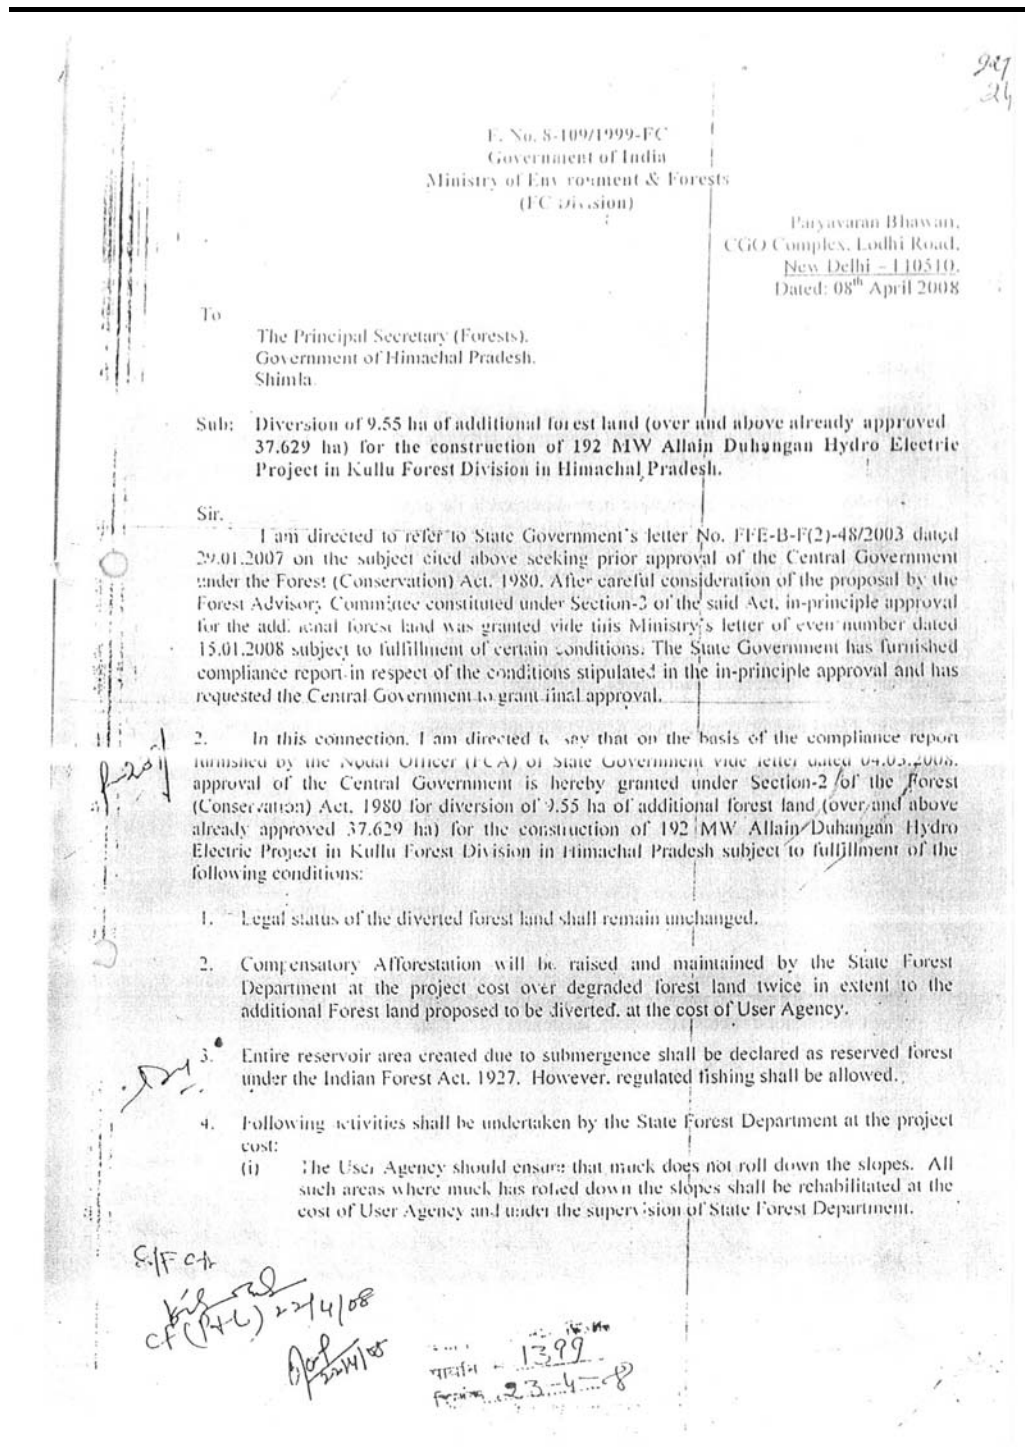 F. No. 8-109/1999-FC
Government of India
Ministry of Environment & Forests
(FC Division)
Paryavaran Bhawan,
CGO Complex, Lodhi Road,
New Delhi – 110510.
Dated: 08th April 2008
To
The Principal Secretary (Forests),
Government of Himachal Pradesh,
Shimla.
Sub: Diversion of 9.55 ha of additional forest land (over and above already approved
37.629 ha) for the construction of 192 MW Allain Duhangan Hydro Electric
Project in Kullu Forest Division in Himachal Pradesh.
Sir,
I am directed to refer to State Government's letter No. FFE-B-F(2)-48/2003 dated
29.01.2007 on the subject cited above seeking prior approval of the Central Government
under the Forest (Conservation) Act, 1980. After careful consideration of the proposal by the
Forest Advisory Committee constituted under Section-3 of the said Act, in-principle approval
for the additional forest land was granted vide this Ministry's letter of even number dated
15.01.2008 subject to fulfillment of certain conditions. The State Government has furnished
compliance report in respect of the conditions stipulated in the in-principle approval and has
requested the Central Government to grant final approval.
2. In this connection, I am directed to say that on the basis of the compliance report
furnished by the Nodal Officer (FCA) of State Government vide letter dated 04.03.2008,
approval of the Central Government is hereby granted under Section-2 of the Forest
(Conservation) Act, 1980 for diversion of 9.55 ha of additional forest land (over and above
already approved 37.629 ha) for the construction of 192 MW Allain Duhangan Hydro
Electric Project in Kullu Forest Division in Himachal Pradesh subject to fulfillment of the
following conditions:
1. Legal status of the diverted forest land shall remain unchanged.
2. Compensatory Afforestation will be raised and maintained by the State Forest
Department at the project cost over degraded forest land twice in extent to the
additional Forest land proposed to be diverted, at the cost of User Agency.
3. Entire reservoir area created due to submergence shall be declared as reserved forest
under the Indian Forest Act, 1927. However, regulated fishing shall be allowed.
4. Following activities shall be undertaken by the State Forest Department at the project
cost:
(i) The User Agency should ensure that muck does not roll down the slopes. All
such areas where muck has rolled down the slopes shall be rehabilitated at the
cost of User Agency and under the supervision of State Forest Department.
22/4/08
22/4/08
1399
23-4-8